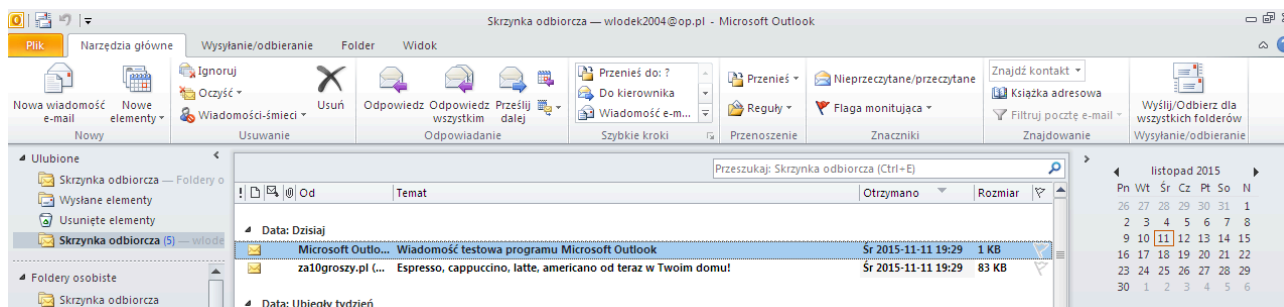 Skrzynka odbiorcza — wlodek2004@op.pl - Microsoft Outlook
Plik Narzędzia główne Wysyłanie/odbieranie Folder Widok
Nowa wiadomość e-mail
Nowe elementy
Nowy
Ignoruj
Oczyść
Wiadomości-śmieci
Usuń
Usuwanie
Odpowiedz
Odpowiedz wszystkim
Prześlij dalej
Odpowiadanie
Przenieś do: ?
Do kierownika
Wiadomość e-m...
Szybkie kroki
Przenieś
Reguły
Przenoszenie
Nieprzeczytane/przeczytane
Flaga monitująca
Znaczniki
Znajdź kontakt
Książka adresowa
Filtruj pocztę e-mail
Znajdowanie
Wyślij/Odbierz dla wszystkich folderów
Wysyłanie/odbieranie
Ulubione
Skrzynka odbiorcza — Foldery o
Wysłane elementy
Usunięte elementy
Skrzynka odbiorcza (5) — wlode
Foldery osobiste
Skrzynka odbiorcza
Przeszukaj: Skrzynka odbiorcza (Ctrl+E)
! Od Temat Otrzymano Rozmiar
Data: Dzisiaj
Microsoft Outlo... Wiadomość testowa programu Microsoft Outlook Śr 2015-11-11 19:29 1 KB
za10groszy.pl (... Espresso, cappuccino, latte, americano od teraz w Twoim domu! Śr 2015-11-11 19:29 83 KB
Data: Ubiegły tydzień
listopad 2015
Pn Wt Śr Cz Pt So N
26 27 28 29 30 31 1
2 3 4 5 6 7 8
9 10 11 12 13 14 15
16 17 18 19 20 21 22
23 24 25 26 27 28 29
30 1 2 3 4 5 6